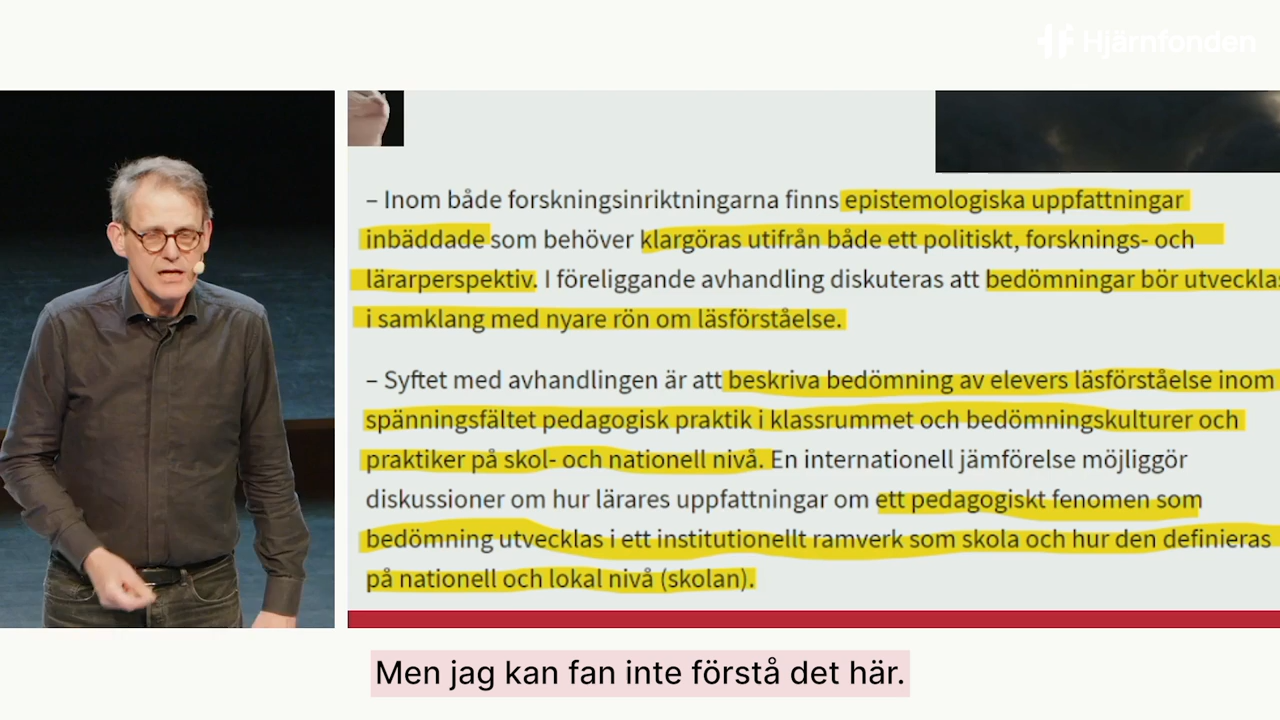 Hjärnfonden
– Inom både forskningsinriktningarna finns epistemologiska uppfattningar
inbäddade som behöver klargöras utifrån både ett politiskt, forsknings- och
lärarperspektiv. I föreliggande avhandling diskuteras att bedömningar bör utvecklas
i samklang med nyare rön om läsförståelse.
– Syftet med avhandlingen är att beskriva bedömning av elevers läsförståelse inom
spänningsfältet pedagogisk praktik i klassrummet och bedömningskulturer och
praktiker på skol- och nationell nivå. En internationell jämförelse möjliggör
diskussioner om hur lärares uppfattningar om ett pedagogiskt fenomen som
bedömning utvecklas i ett institutionellt ramverk som skola och hur den definieras
på nationell och lokal nivå (skolan).
Men jag kan fan inte förstå det här.